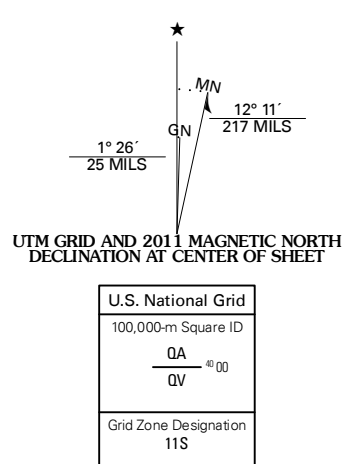 ★
MN
GN
12° 11´
217 MILS
1° 26´
25 MILS
UTM GRID AND 2011 MAGNETIC NORTH
DECLINATION AT CENTER OF SHEET
U.S. National Grid
100,000-m Square ID
QA
QV
40 00
Grid Zone Designation
11S